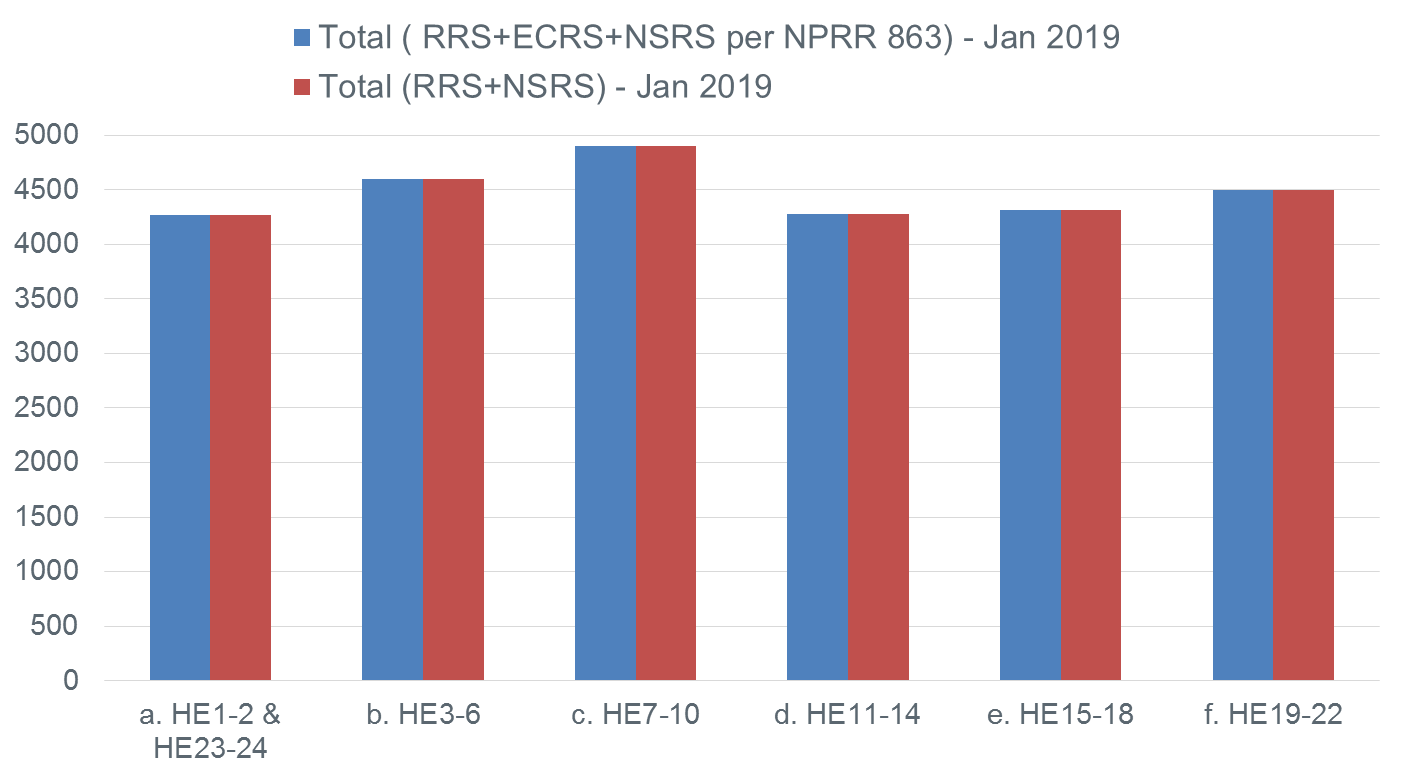 Total ( RRS+ECRS+NSRS per NPRR 863) - Jan 2019
Total (RRS+NSRS) - Jan 2019
5000
4500
4000
3500
3000
2500
2000
1500
1000
500
0
a. HE1-2 &
HE23-24
b. HE3-6
c. HE7-10
d. HE11-14
e. HE15-18
f. HE19-22